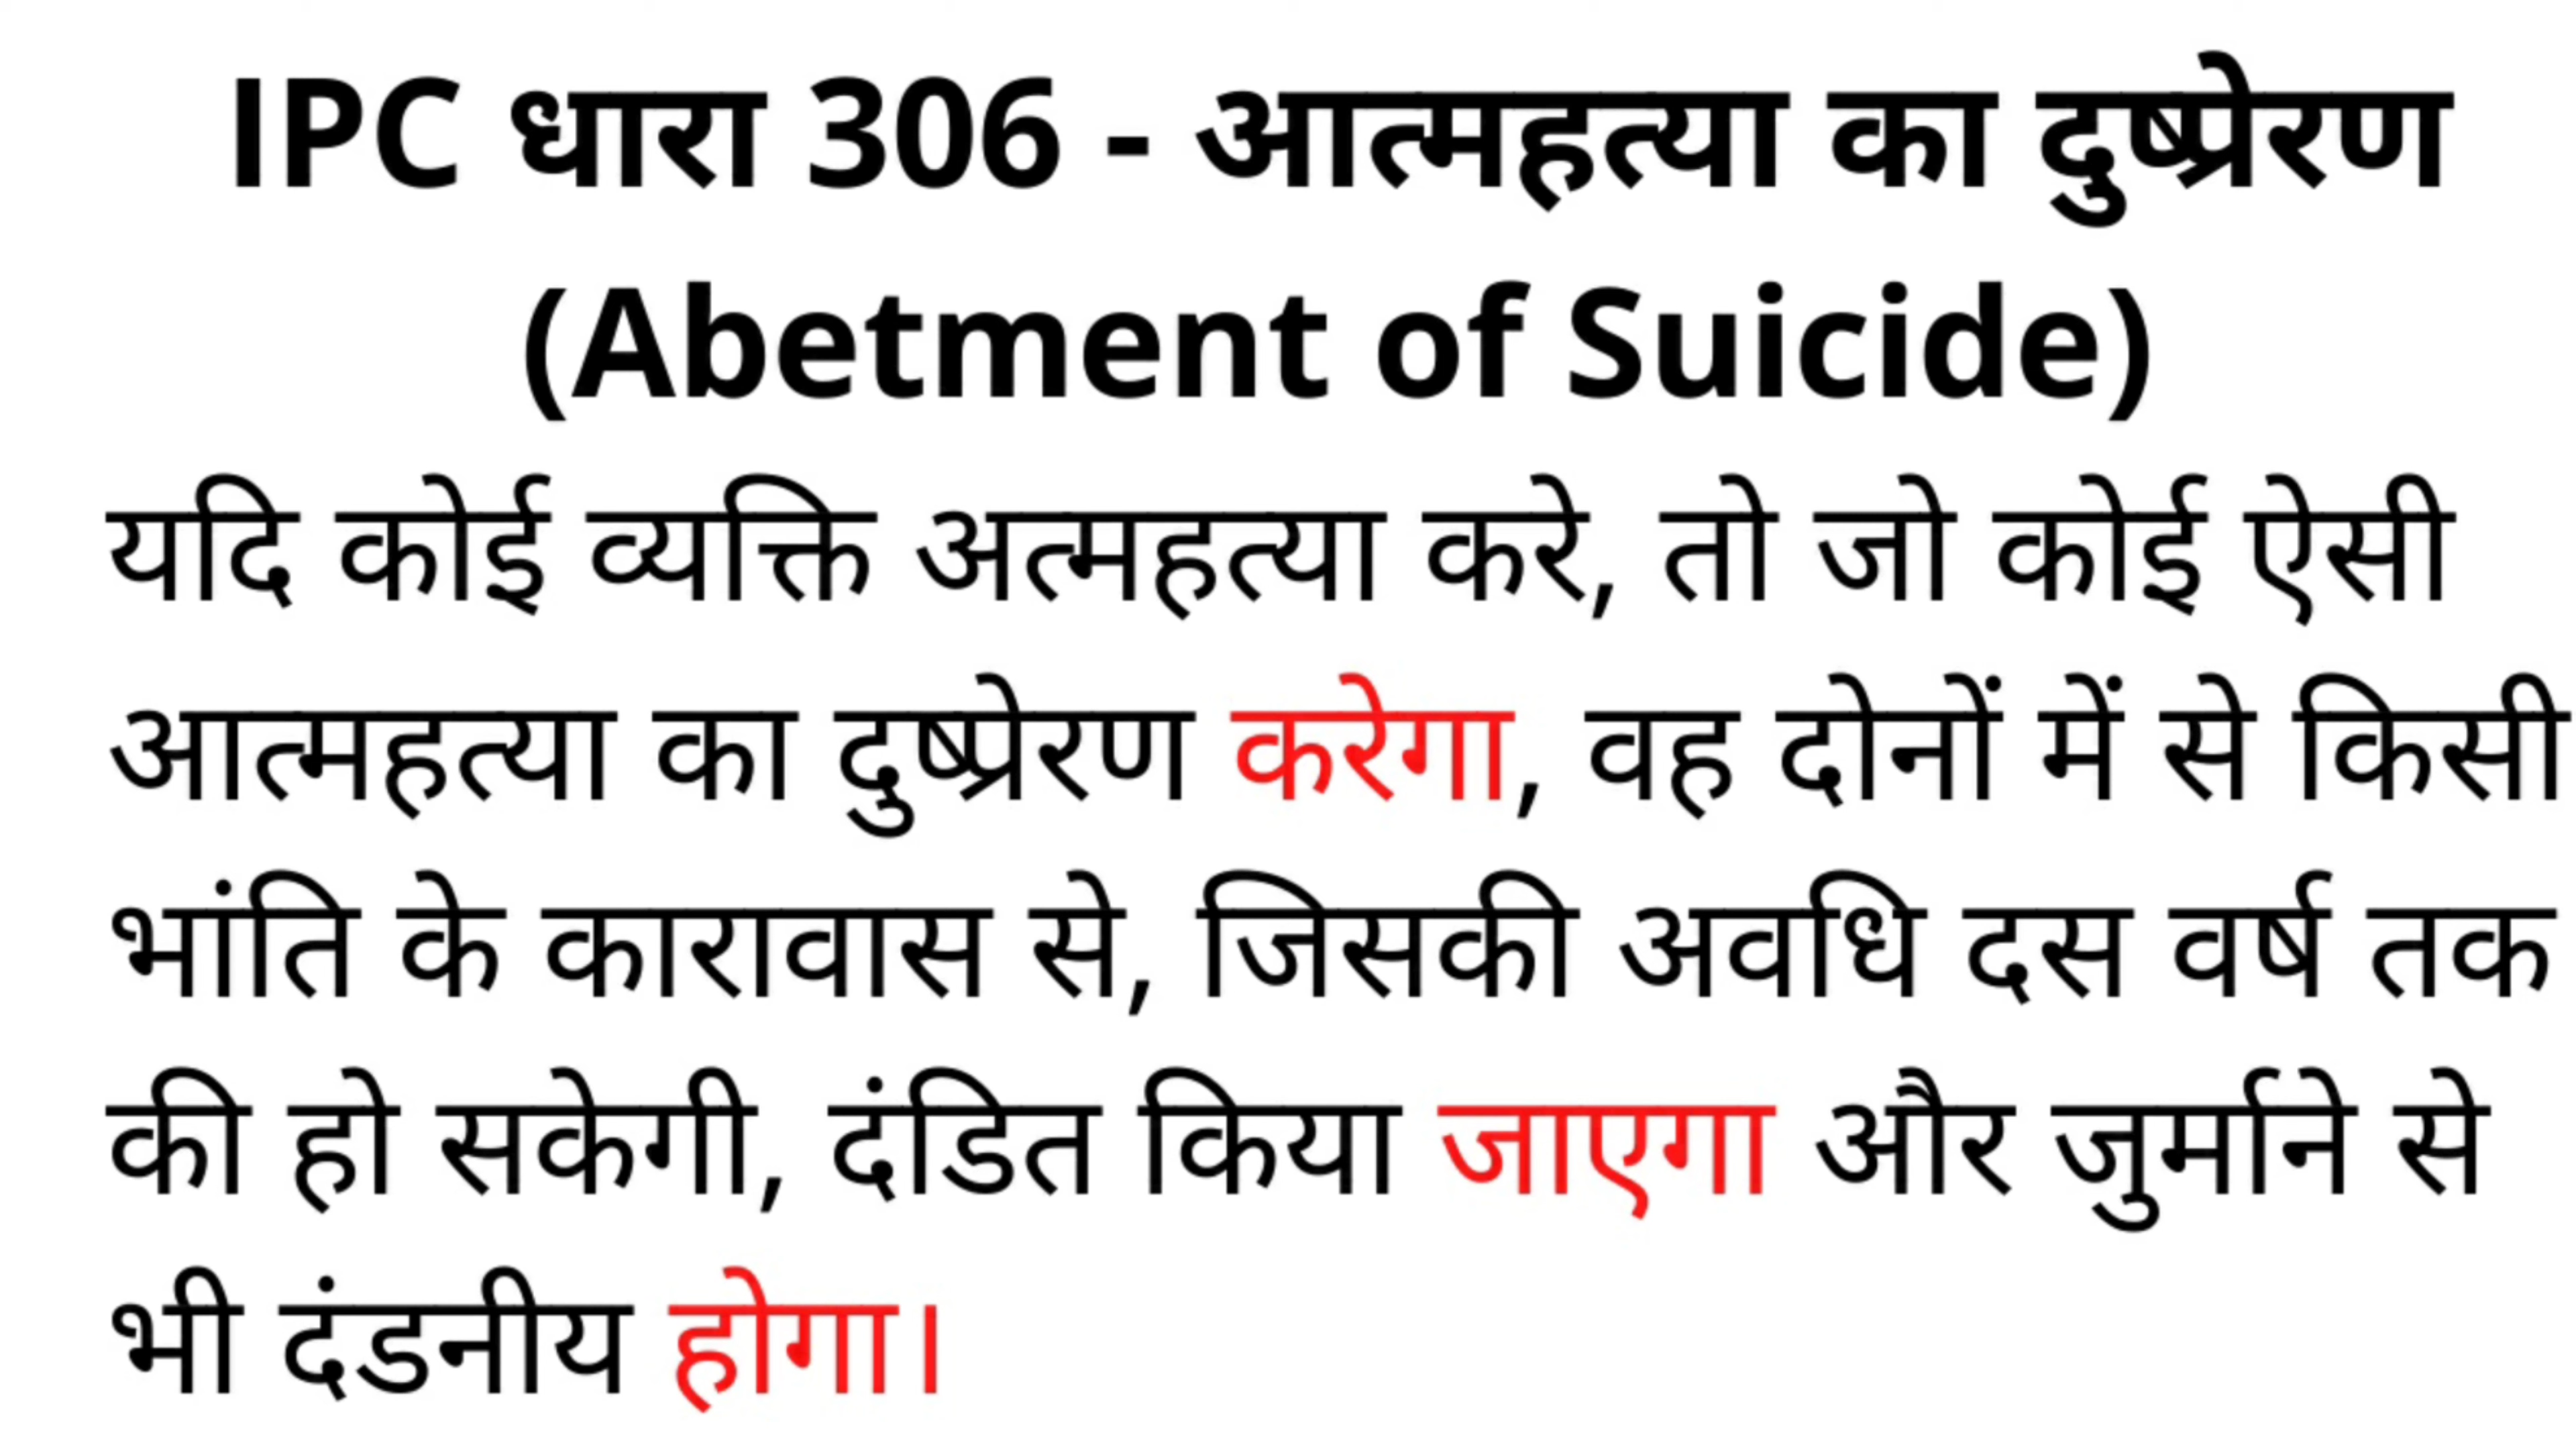 IPC धारा 306 - आत्महत्या का दुष्प्रेरण
(Abetment of Suicide)
यदि कोई व्यक्ति अत्महत्या करे, तो जो कोई ऐसी
आत्महत्या का दुष्प्रेरण करेगा, वह दोनों में से किसी
भांति के कारावास से, जिसकी अवधि दस वर्ष तक
की हो सकेगी, दंडित किया जाएगा और जुर्माने से
भी दंडनीय होगा।